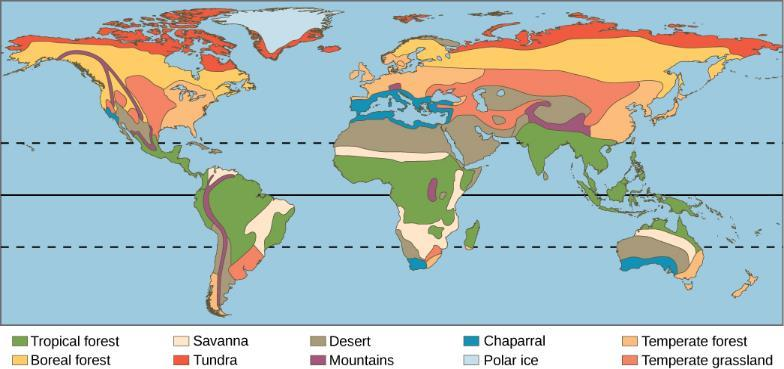 Tropical forest Savanna Desert Chaparral Temperate forest
Boreal forest Tundra Mountains Polar ice Temperate grassland